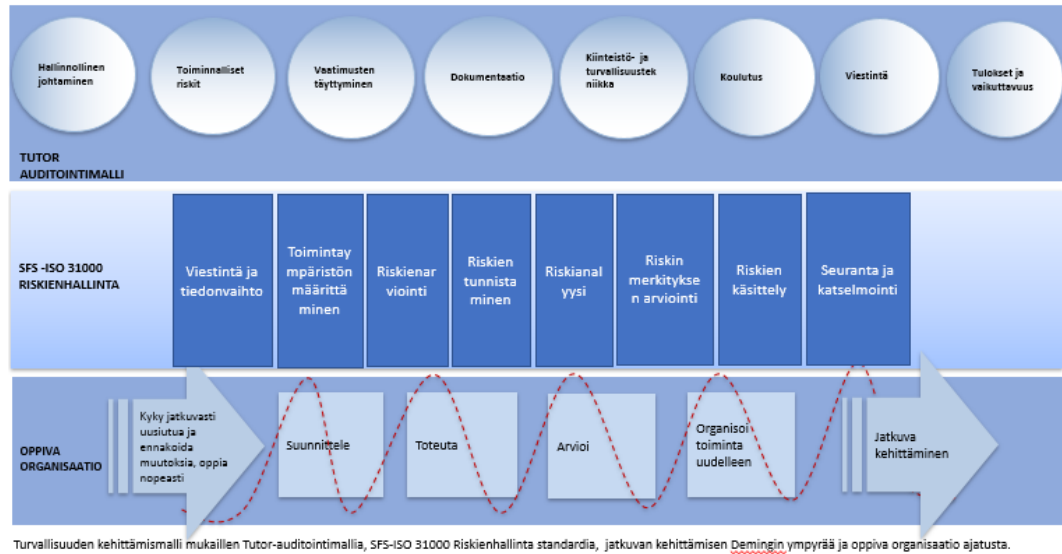 Hallinnollinen
johtaminen
Toiminnalliset
riskit
Vaatimusten
täyttyminen
Dokumentaatio
Kiinteistö- ja
turvallisuustek
niikka
Koulutus
Viestintä
Tulokset ja
vaikuttavuus
TUTOR
AUDITOINTIMALLI
SFS -ISO 31000
RISKIENHALLINTA
Viestintä ja
tiedonvaihto
Toimintay
mpäristön
määrittä
minen
Riskienar
viointi
Riskien
tunnista
minen
Riskianal
yysi
Riskin
merkitykse
n arviointi
Riskien
käsittely
Seuranta ja
katselmointi
OPPIVA
ORGANISAATIO
Kyky jatkuvasti
uusiutua ja
ennakoida
muutoksia, oppia
nopeasti
Suunnittele
Toteuta
Arvioi
Organisoi
toiminta
uudelleen
Jatkuva
kehittäminen
Turvallisuuden kehittämismalli mukaillen Tutor-auditointimallia, SFS-ISO 31000 Riskienhallinta standardia, jatkuvan kehittämisen Demingin ympyrää ja oppiva organisaatio ajatusta.